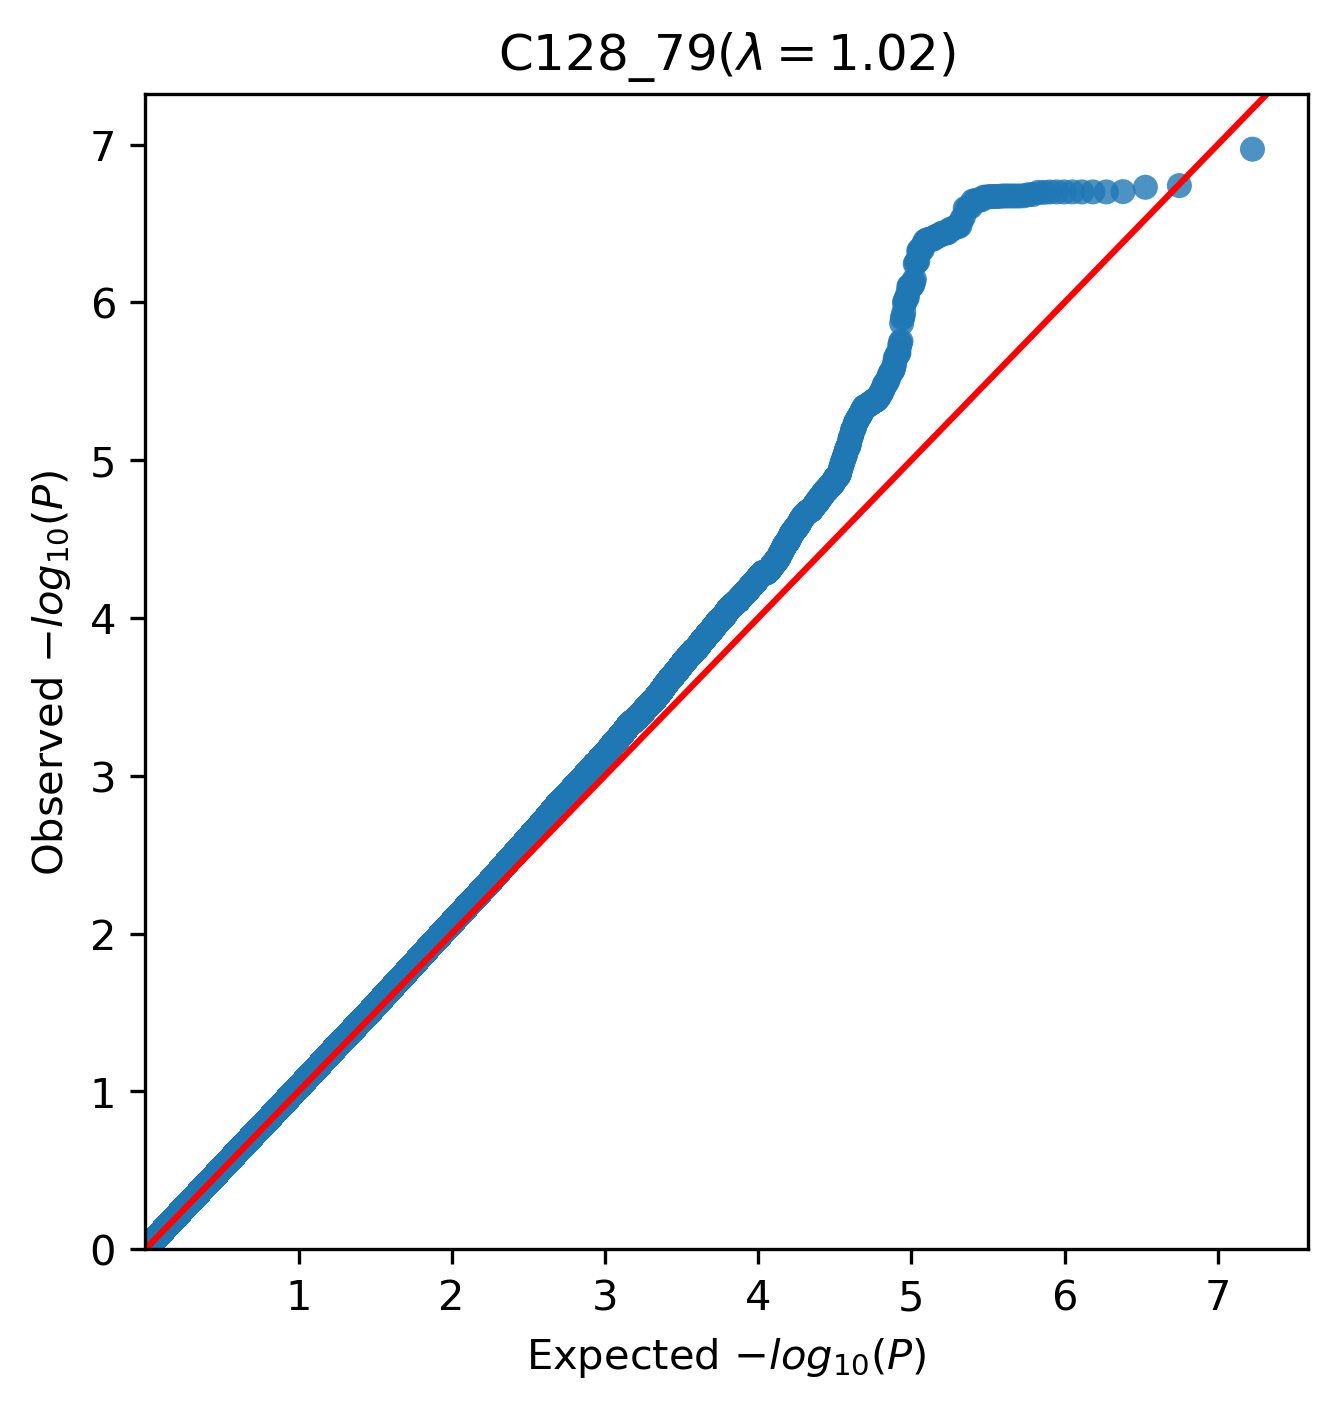 C128_79(λ = 1.02)
Observed −log₁₀(P)
7
6
5
4
3
2
1
0
1 2 3 4 5 6 7
Expected −log₁₀(P)